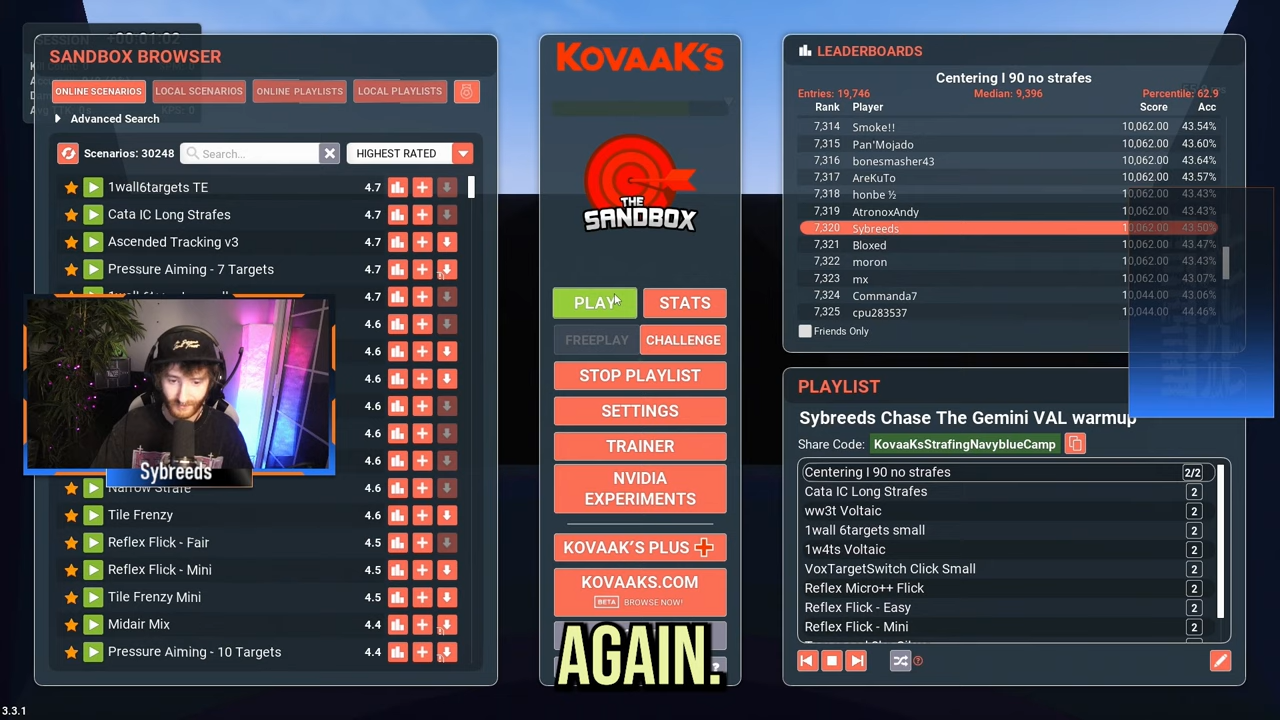 SESSION +00:01:02
SANDBOX BROWSER
ONLINE SCENARIOS
LOCAL SCENARIOS
ONLINE PLAYLISTS
LOCAL PLAYLISTS
Advanced Search
Scenarios: 30248
Search...
HIGHEST RATED
1wall6targets TE 4.7
Cata IC Long Strafes 4.7
Ascended Tracking v3 4.7
Pressure Aiming - 7 Targets 4.7
4.7
4.6
4.6
4.6
4.6
4.6
4.6
Narrow Strafe 4.6
Tile Frenzy 4.6
Reflex Flick - Fair 4.5
Reflex Flick - Mini 4.5
Tile Frenzy Mini 4.5
Midair Mix 4.4
Pressure Aiming - 10 Targets 4.4
Sybreeds
3.3.1
KOVAAK'S
THE
SANDBOX
PLAY
STATS
FREEPLAY
CHALLENGE
STOP PLAYLIST
SETTINGS
TRAINER
NVIDIA
EXPERIMENTS
KOVAAK'S PLUS
KOVAAKS.COM
BETA BROWSE NOW!
AGAIN.
?
LEADERBOARDS
Centering I 90 no strafes
Entries: 19,746 Median: 9,396 Percentile: 62.9
Rank Player Score Acc
7,314 Smoke!! 10,062.00 43.54%
7,315 Pan'Mojado 10,062.00 43.60%
7,316 bonesmasher43 10,062.00 43.64%
7,317 AreKuTo 10,062.00 43.57%
7,318 honbe ½ 10,062.00 43.43%
7,319 AtronoxAndy 10,062.00 43.43%
7,320 Sybreeds 10,062.00 43.50%
7,321 Bloxed 10,062.00 43.47%
7,322 moron 10,062.00 43.43%
7,323 mx 10,062.00 43.07%
7,324 Commanda7 10,044.00 43.06%
7,325 cpu283537 10,044.00 44.46%
Friends Only
PLAYLIST
Sybreeds Chase The Gemini VAL warmup
Share Code: KovaaKsStrafingNavyblueCamp
Centering I 90 no strafes 2/2
Cata IC Long Strafes 2
ww3t Voltaic 2
1wall 6targets small 2
1w4ts Voltaic 2
VoxTargetSwitch Click Small 2
Reflex Micro++ Flick 2
Reflex Flick - Easy 2
Reflex Flick - Mini 2
?